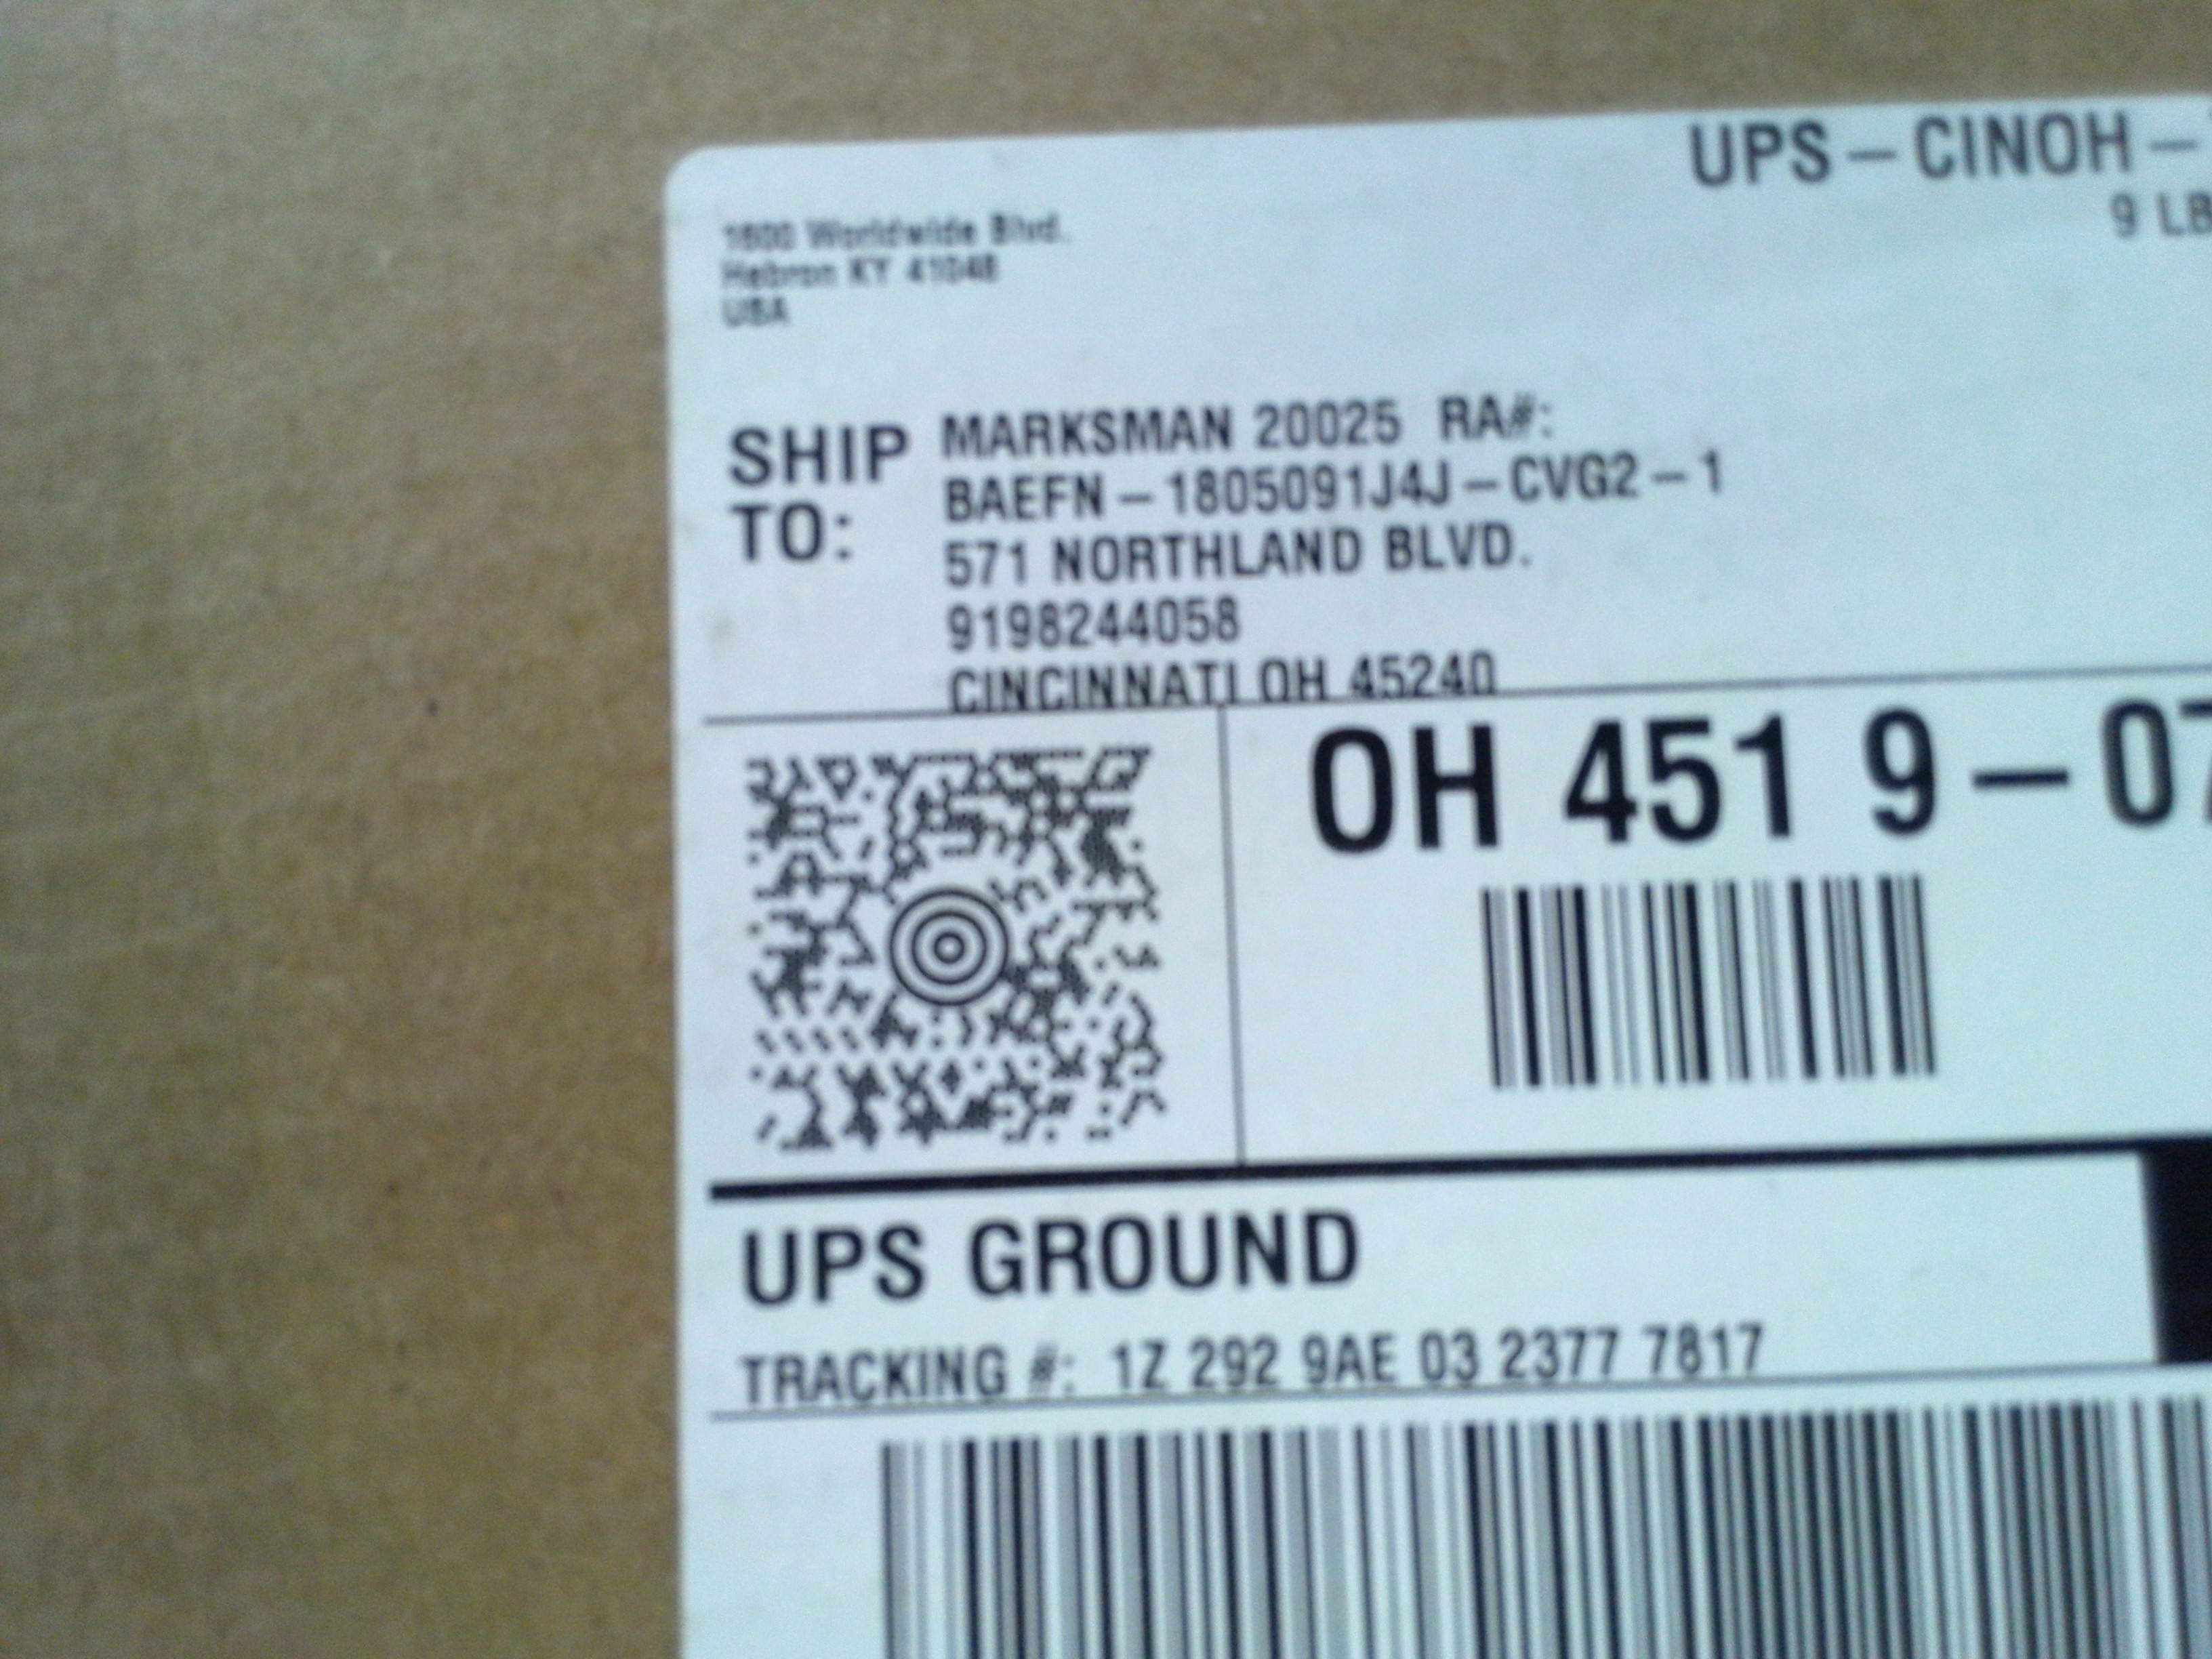 UPS – CINOH –
9 LB
1600 Worldwide Blvd.
Hebron KY 41048
USA
SHIP TO:
MARKSMAN 20025 RA#:
BAEFN – 1805091J4J – CVG2 – 1
571 NORTHLAND BLVD.
9198244058
CINCINNATI OH 45240
OH 451 9 – 07
UPS GROUND
TRACKING #: 1Z 292 9AE 03 2377 7817